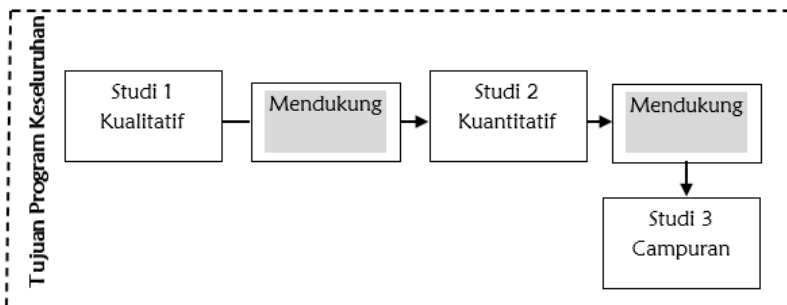 Tujuan Program Keseluruhan
Studi 1
Kualitatif
Mendukung
Studi 2
Kuantitatif
Mendukung
Studi 3
Campuran